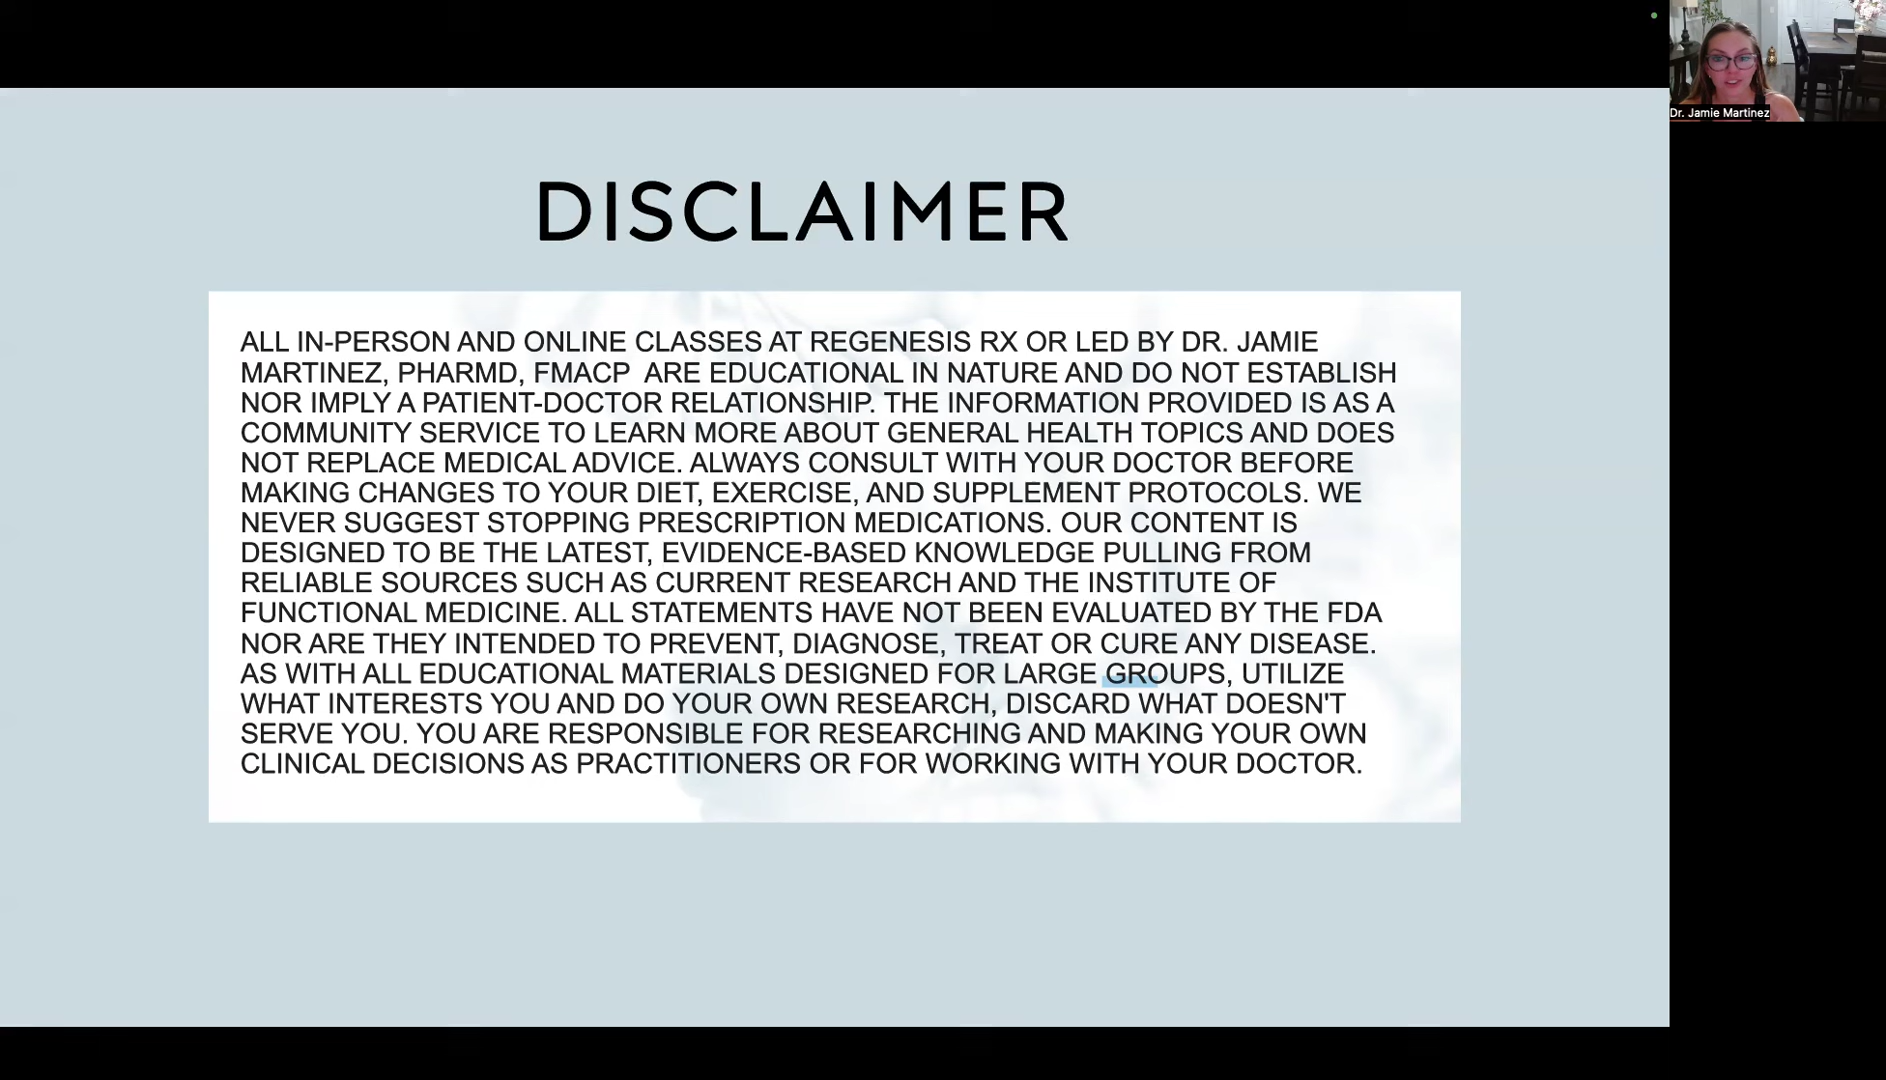 Dr. Jamie Martinez
DISCLAIMER
ALL IN-PERSON AND ONLINE CLASSES AT REGENESIS RX OR LED BY DR. JAMIE
MARTINEZ, PHARMD, FMACP ARE EDUCATIONAL IN NATURE AND DO NOT ESTABLISH
NOR IMPLY A PATIENT-DOCTOR RELATIONSHIP. THE INFORMATION PROVIDED IS AS A
COMMUNITY SERVICE TO LEARN MORE ABOUT GENERAL HEALTH TOPICS AND DOES
NOT REPLACE MEDICAL ADVICE. ALWAYS CONSULT WITH YOUR DOCTOR BEFORE
MAKING CHANGES TO YOUR DIET, EXERCISE, AND SUPPLEMENT PROTOCOLS. WE
NEVER SUGGEST STOPPING PRESCRIPTION MEDICATIONS. OUR CONTENT IS
DESIGNED TO BE THE LATEST, EVIDENCE-BASED KNOWLEDGE PULLING FROM
RELIABLE SOURCES SUCH AS CURRENT RESEARCH AND THE INSTITUTE OF
FUNCTIONAL MEDICINE. ALL STATEMENTS HAVE NOT BEEN EVALUATED BY THE FDA
NOR ARE THEY INTENDED TO PREVENT, DIAGNOSE, TREAT OR CURE ANY DISEASE.
AS WITH ALL EDUCATIONAL MATERIALS DESIGNED FOR LARGE GROUPS, UTILIZE
WHAT INTERESTS YOU AND DO YOUR OWN RESEARCH, DISCARD WHAT DOESN'T
SERVE YOU. YOU ARE RESPONSIBLE FOR RESEARCHING AND MAKING YOUR OWN
CLINICAL DECISIONS AS PRACTITIONERS OR FOR WORKING WITH YOUR DOCTOR.